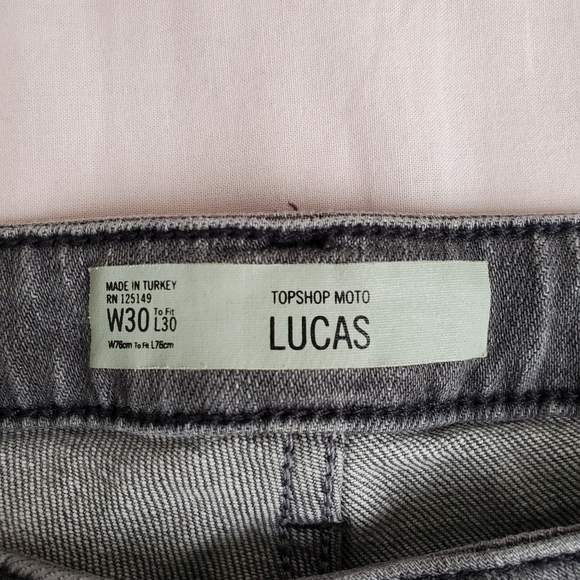 MADE IN TURKEY
RN 125149
W30 To Fit L30
W76cm To Fit L76cm
TOPSHOP MOTO
LUCAS